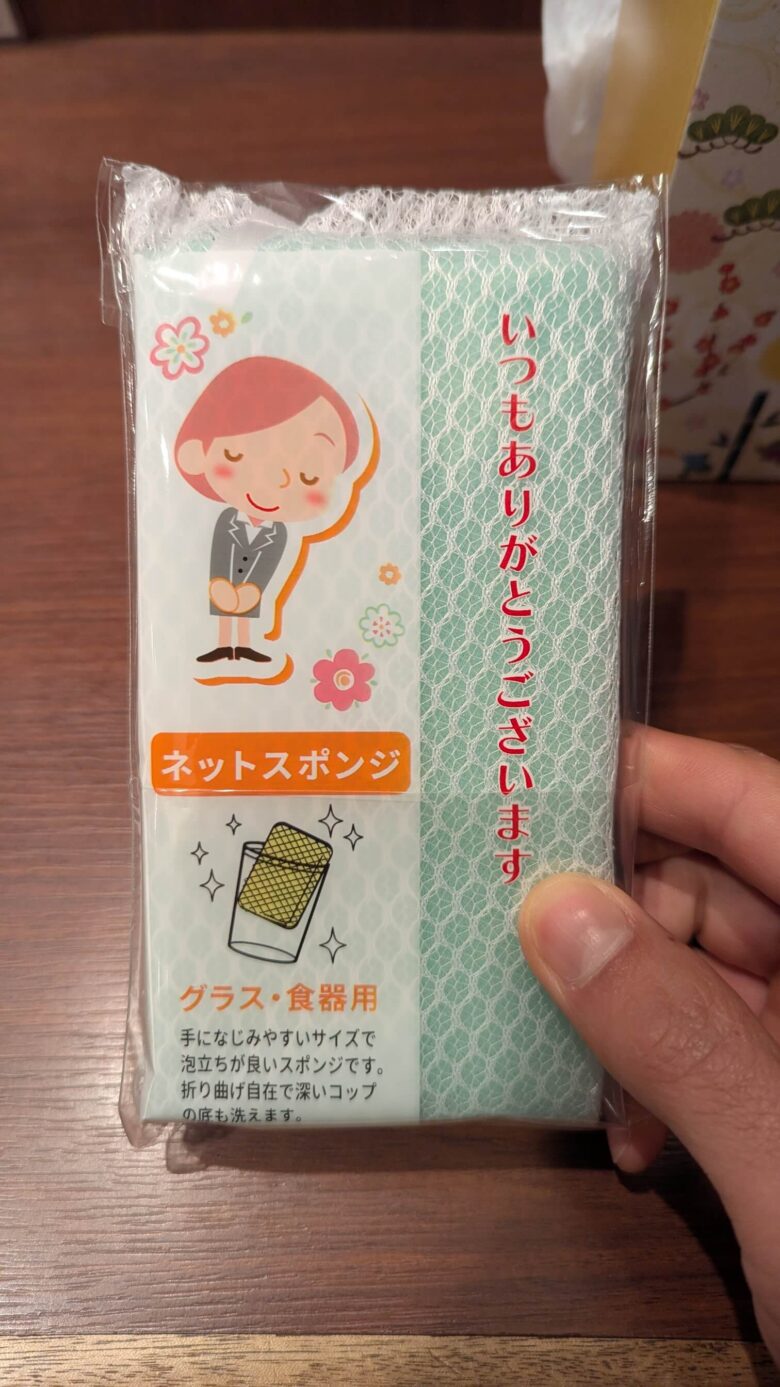 いつもありがとうございます
ネットスポンジ
グラス・食器用
手になじみやすいサイズで
泡立ちが良いスポンジです。
折り曲げ自在で深いコップ
の底も洗えます。